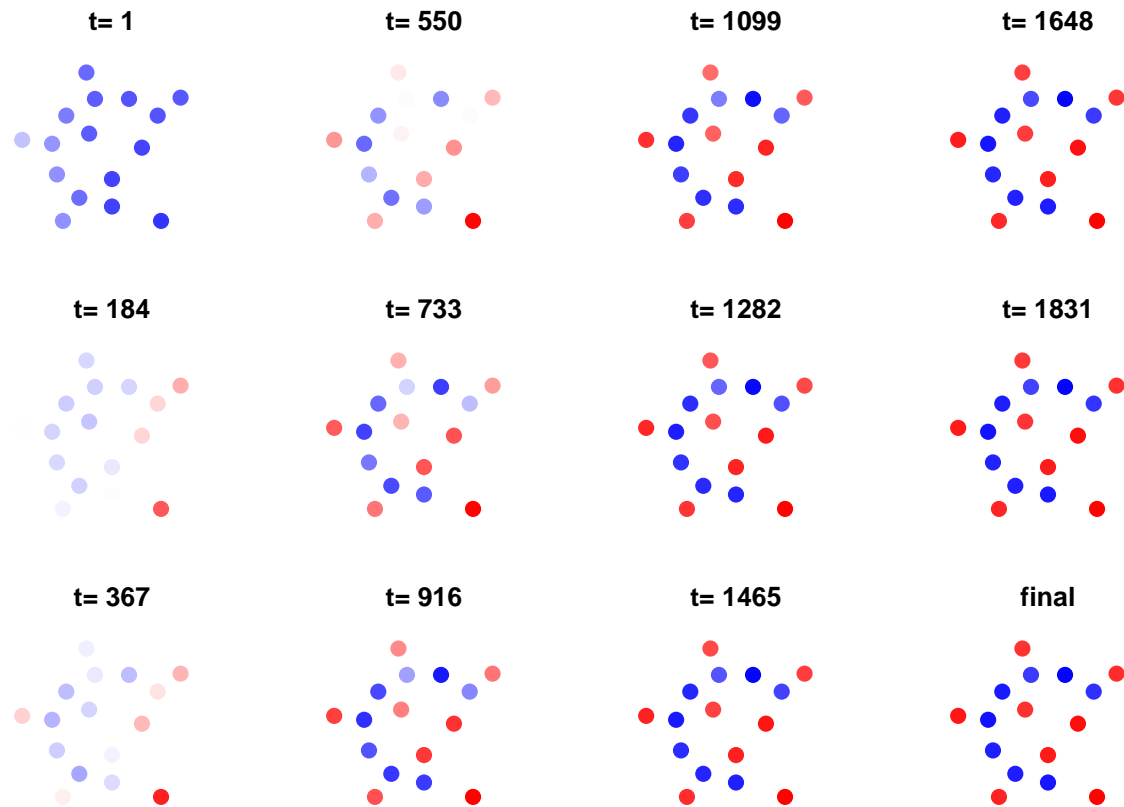 t= 1
t= 550
t= 1099
t= 1648
t= 184
t= 733
t= 1282
t= 1831
t= 367
t= 916
t= 1465
final